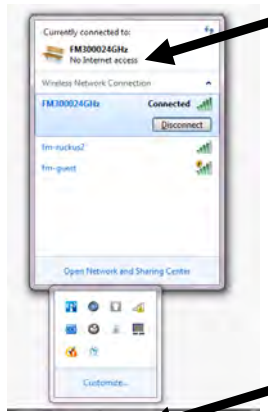 Currently connected to:
FM300024GHz
No Internet access
Wireless Network Connection
FM300024GHz Connected
Disconnect
fm-ruckus2
fm-guest
Open Network and Sharing Center
Customize...